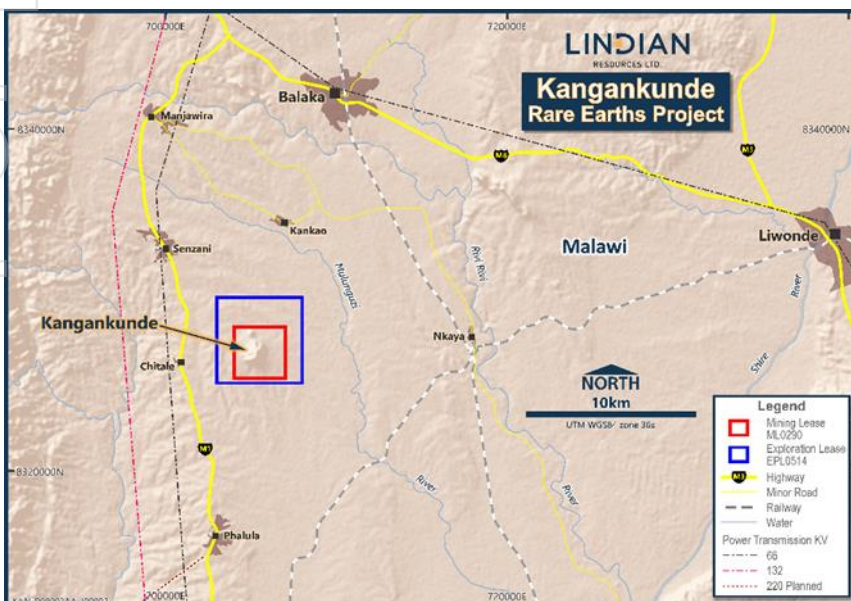 700000E
720000E
LINDIAN
RESOURCES LTD.
Kangankunde
Rare Earths Project
Balaka
Manjawira
8340000N
8340000N
M8
M3
Kankao
Senzani
Malawi
Liwonde
Rivi Rivi
Mulunguzi
River
Shire
Kangankunde
Nkaya
Chitale
NORTH
10km
UTM WGS84 zone 36s
M1
8320000N
River
River
Phalula
700000E
720000E
Legend
Mining Lease
ML0290
Exploration Lease
EPL0514
M3
Highway
Minor Road
Railway
Water
Power Transmission KV
66
132
220 Planned